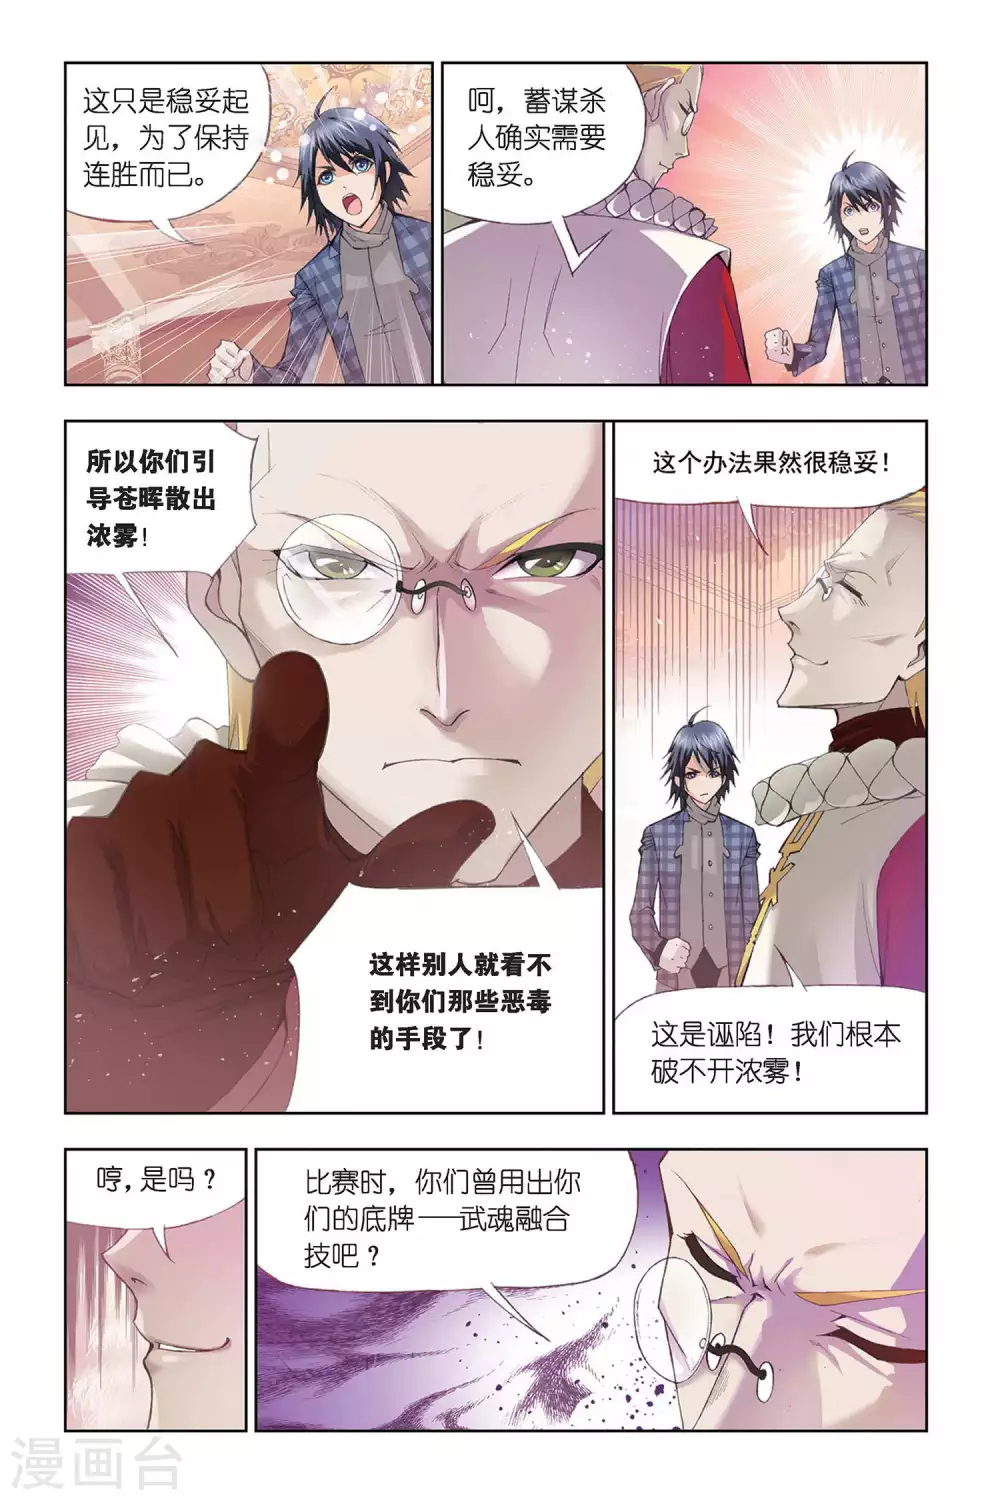 这只是稳妥起
见，为了保持
连胜而已。
呵，蓄谋杀
人确实需要
稳妥。
所以你们引
导苍晖散出
浓雾！
这样别人就看不
到你们那些恶毒
的手段了！
这个办法果然很稳妥！
这是诬陷！我们根本
破不开浓雾！
哼，是吗？
比赛时，你们曾用出你
们的底牌——武魂融合
技吧？
漫画台